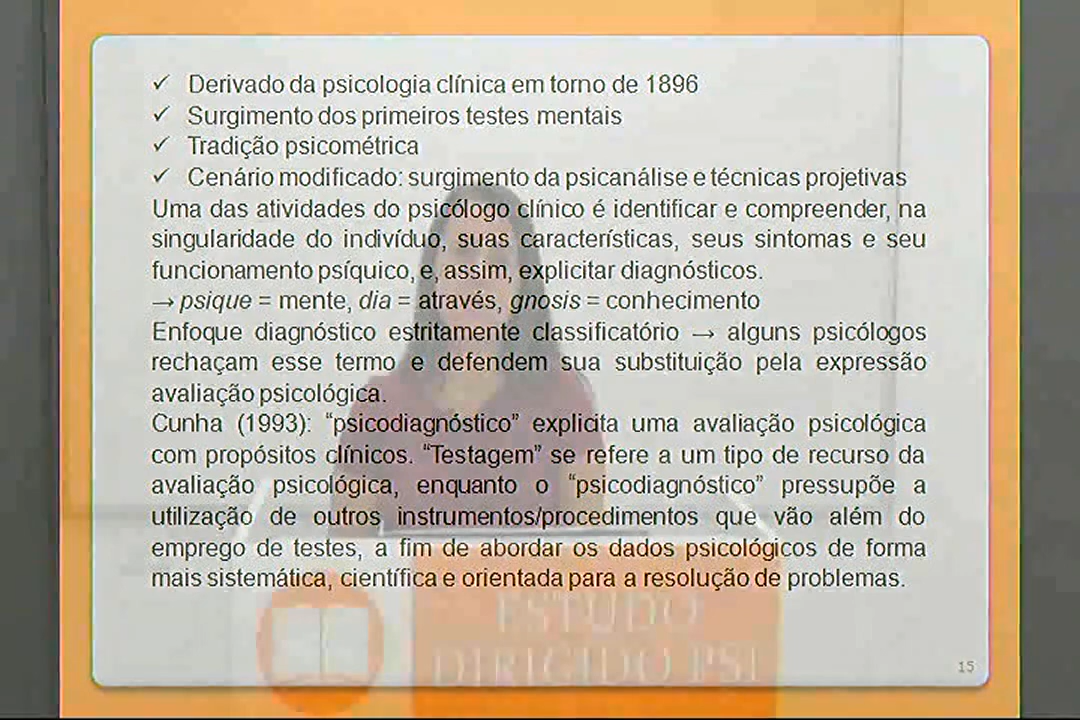 ✓ Derivado da psicologia clínica em torno de 1896
✓ Surgimento dos primeiros testes mentais
✓ Tradição psicométrica
✓ Cenário modificado: surgimento da psicanálise e técnicas projetivas
Uma das atividades do psicólogo clínico é identificar e compreender, na
singularidade do indivíduo, suas características, seus sintomas e seu
funcionamento psíquico, e, assim, explicitar diagnósticos.
→ psique = mente, dia = através, gnosis = conhecimento
Enfoque diagnóstico estritamente classificatório → alguns psicólogos
rechaçam esse termo e defendem sua substituição pela expressão
avaliação psicológica.
Cunha (1993): “psicodiagnóstico” explicita uma avaliação psicológica
com propósitos clínicos. “Testagem” se refere a um tipo de recurso da
avaliação psicológica, enquanto o “psicodiagnóstico” pressupõe a
utilização de outros instrumentos/procedimentos que vão além do
emprego de testes, a fim de abordar os dados psicológicos de forma
mais sistemática, científica e orientada para a resolução de problemas.
ESTUDO
DIRIGIDO PSI
15